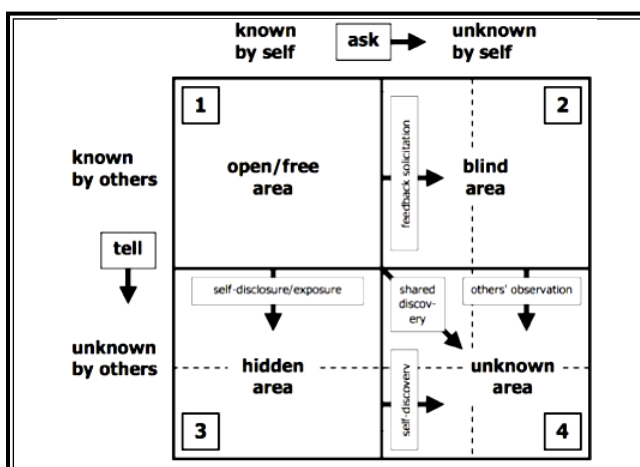 known
by self
ask
unknown
by self
1
2
known
by others
open/free
area
feedback solicitation
blind
area
tell
self-disclosure/exposure
shared
discov-
ery
others' observation
unknown
by others
hidden
area
self-discovery
unknown
area
3
4